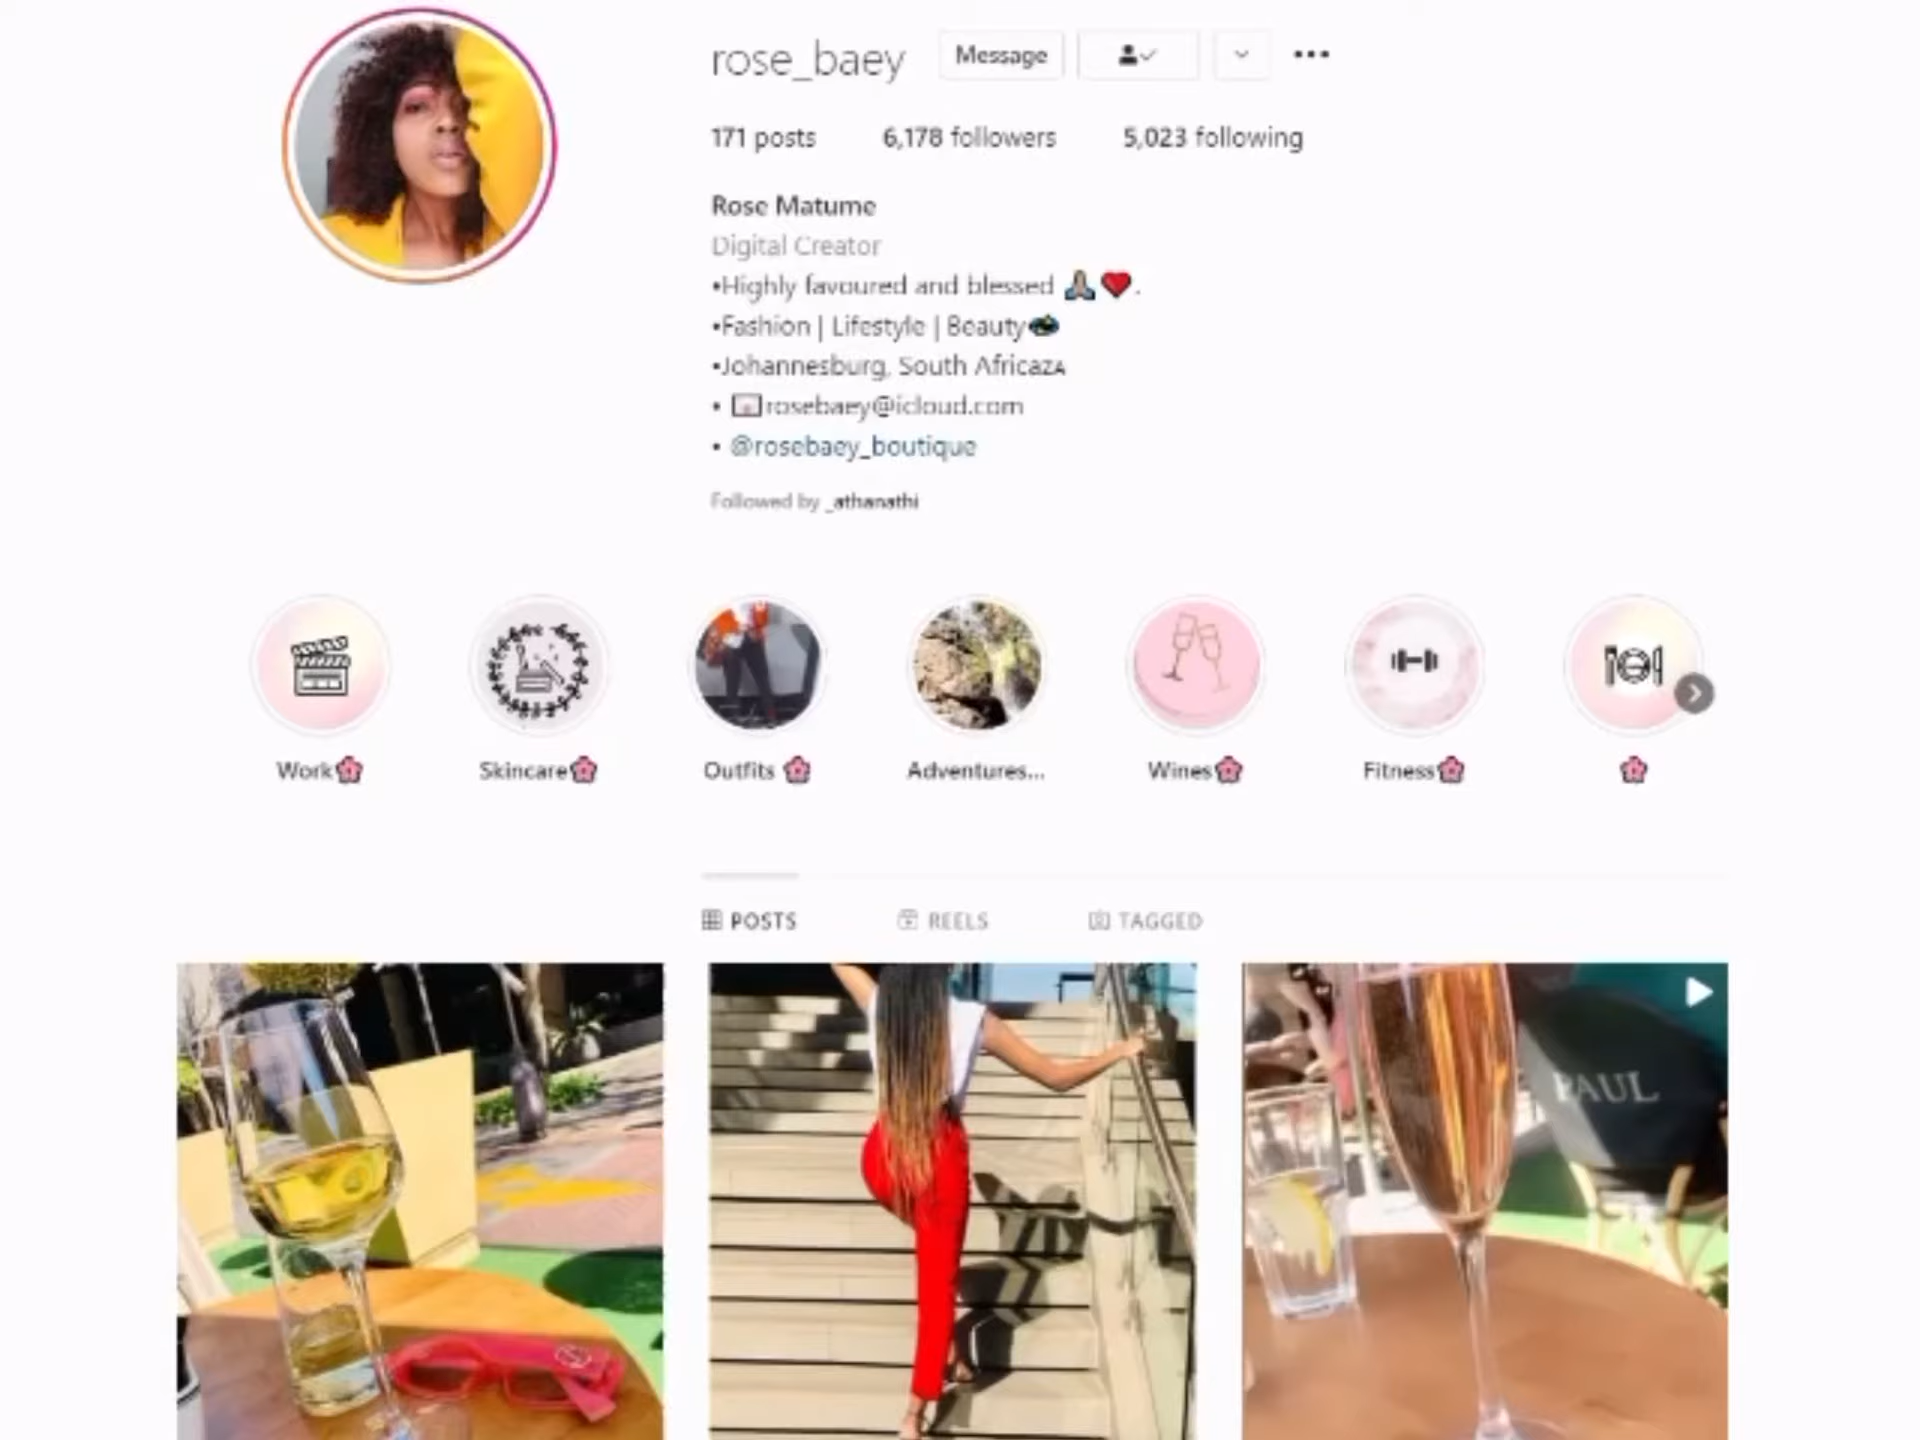 rose_baey Message
171 posts 6,178 followers 5,023 following
Rose Matume
Digital Creator
•Highly favoured and blessed 🙏🏽❤️.
•Fashion | Lifestyle | Beauty
•Johannesburg, South Africaᴢᴀ
• 💌rosebaey@icloud.com
• @rosebaey_boutique
Followed by _athanathi
Work🌸 Skincare🌸 Outfits 🌸 Adventures... Wines🌸 Fitness🌸 🌸
POSTS REELS TAGGED
PAUL